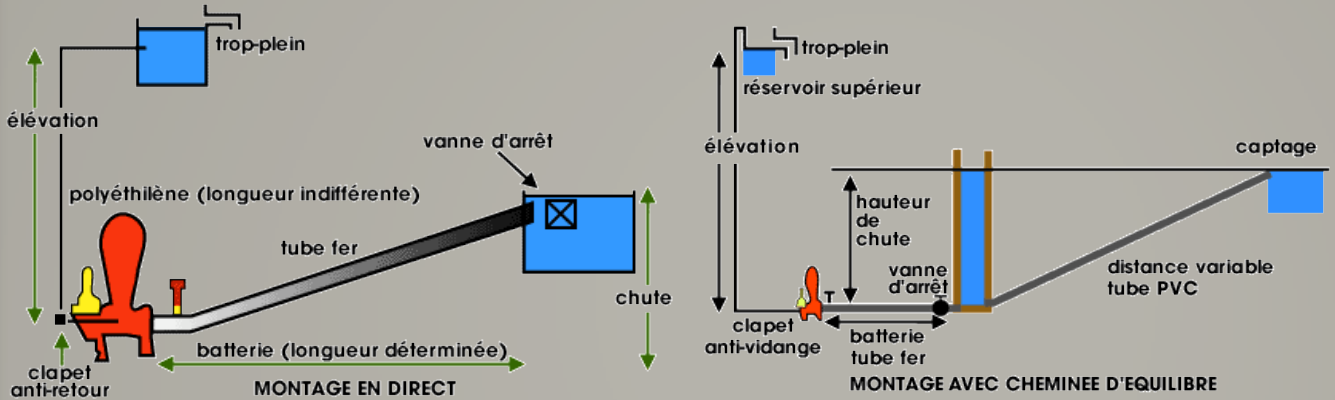 trop-plein
élévation
vanne d'arrêt
polyéthilène (longueur indifférente)
tube fer
chute
batterie (longueur déterminée)
clapet
anti-retour
MONTAGE EN DIRECT
trop-plein
réservoir supérieur
élévation
captage
hauteur
de
chute
vanne
d'arrêt
distance variable
tube PVC
clapet
anti-vidange
batterie
tube fer
MONTAGE AVEC CHEMINEE D'EQUILIBRE